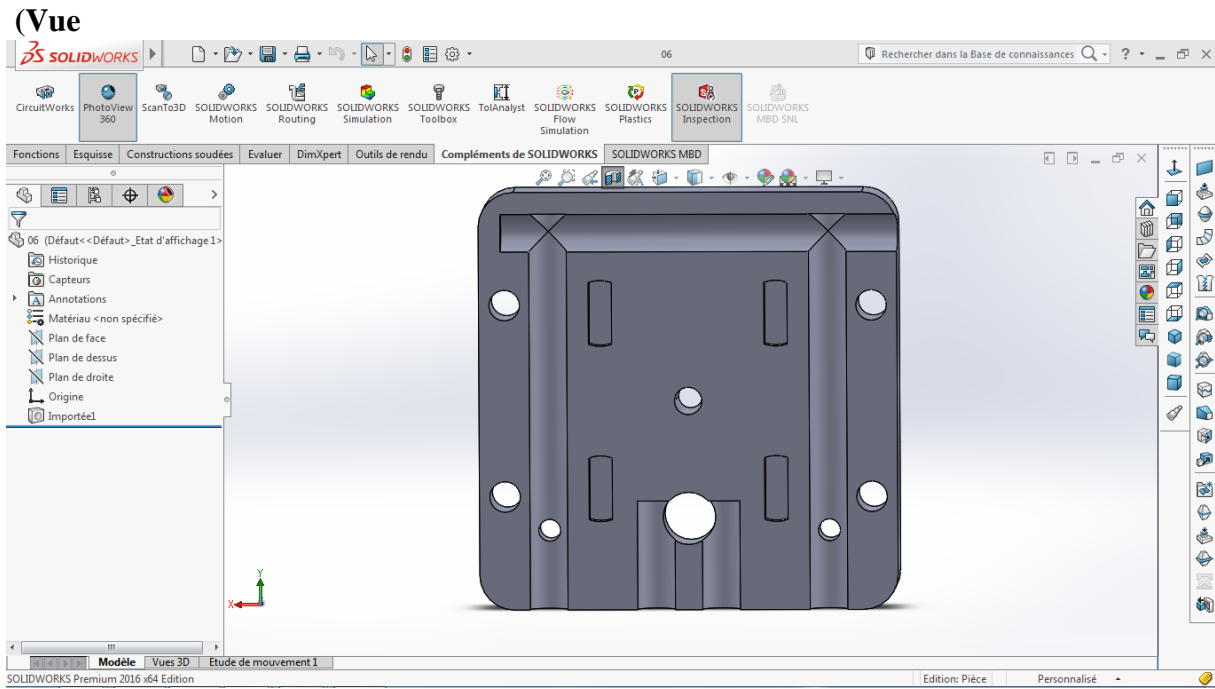 (Vue
SOLIDWORKS
06
Rechercher dans la Base de connaissances
?
CircuitWorks
PhotoView 360
ScanTo3D
SOLIDWORKS Motion
SOLIDWORKS Routing
SOLIDWORKS Simulation
SOLIDWORKS Toolbox
TolAnalyst
SOLIDWORKS Flow Simulation
SOLIDWORKS Plastics
SOLIDWORKS Inspection
SOLIDWORKS MBD SNL
Fonctions Esquisse Constructions soudées Evaluer DimXpert Outils de rendu Compléments de SOLIDWORKS SOLIDWORKS MBD
06 (Défaut<<Défaut>_Etat d'affichage 1>
Historique
Capteurs
A Annotations
Matériau <non spécifié>
Plan de face
Plan de dessus
Plan de droite
Origine
Importée1
Y
X
Modèle Vues 3D Etude de mouvement 1
SOLIDWORKS Premium 2016 x64 Edition
Edition: Pièce
Personnalisé